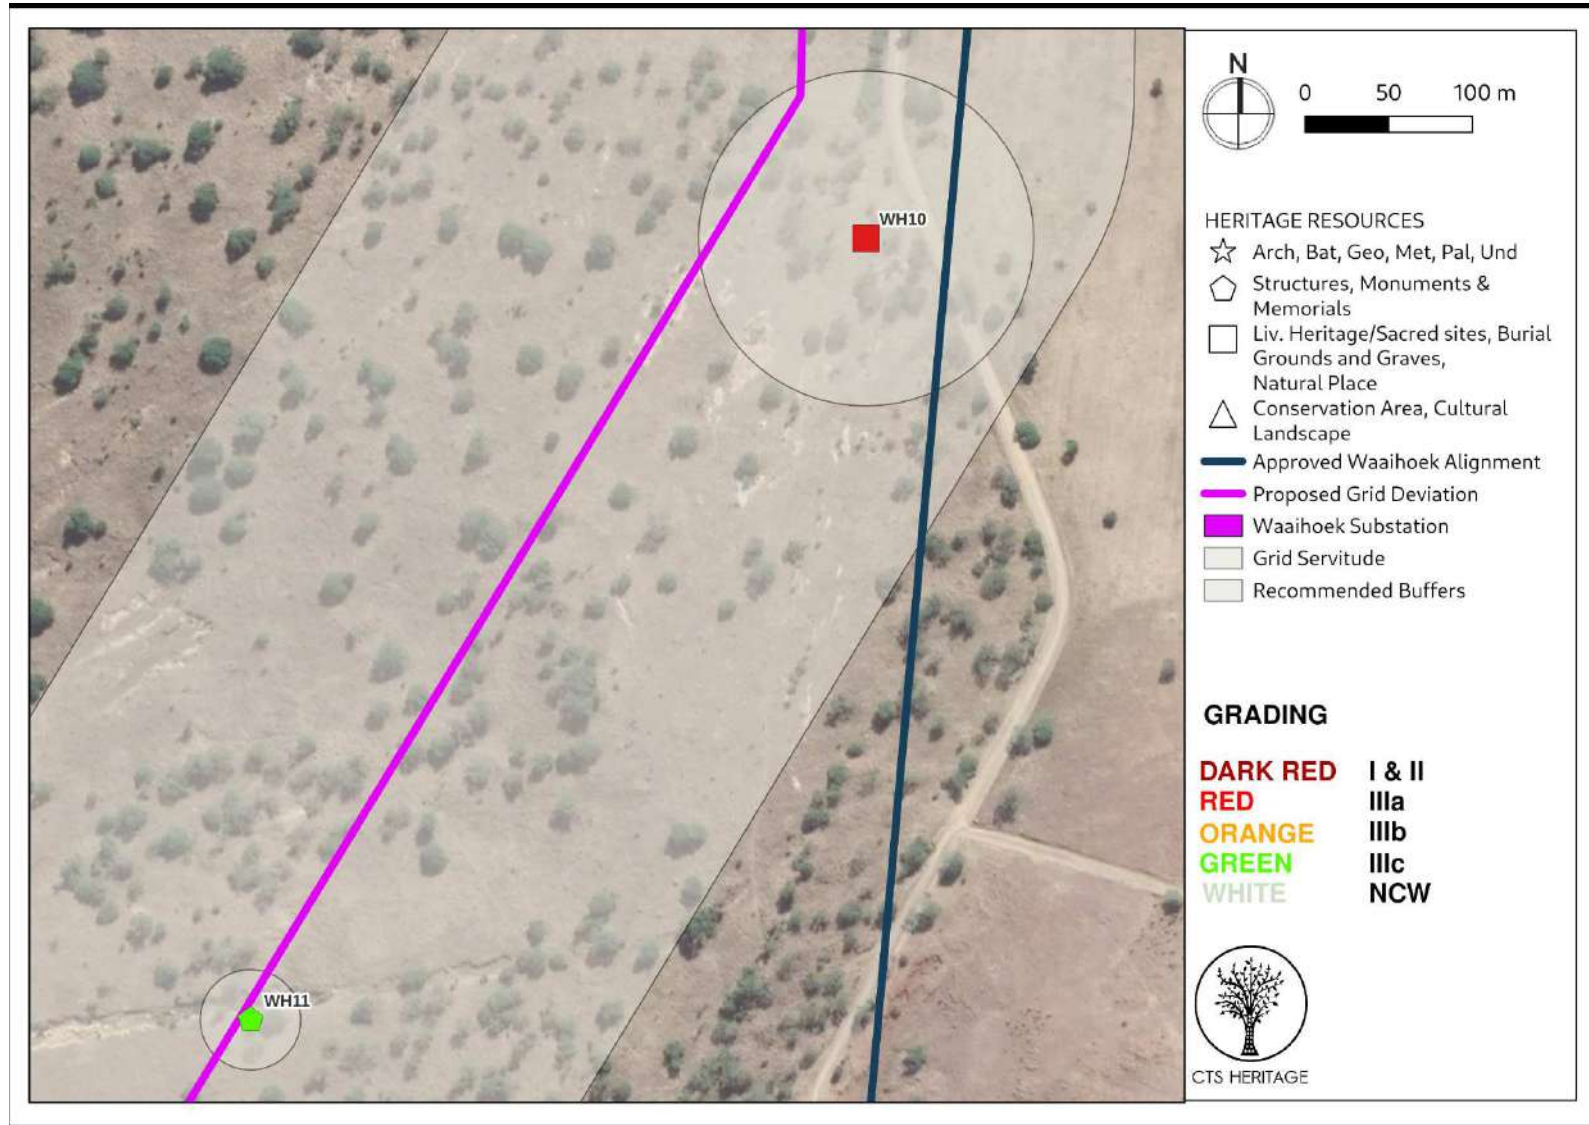 WH10
WH11
N
0 50 100 m
HERITAGE RESOURCES
Arch, Bat, Geo, Met, Pal, Und
Structures, Monuments &
Memorials
Liv. Heritage/Sacred sites, Burial
Grounds and Graves,
Natural Place
Conservation Area, Cultural
Landscape
Approved Waaihoek Alignment
Proposed Grid Deviation
Waaihoek Substation
Grid Servitude
Recommended Buffers
GRADING
DARK RED I & II
RED IIIa
ORANGE IIIb
GREEN IIIc
WHITE NCW
CTS HERITAGE